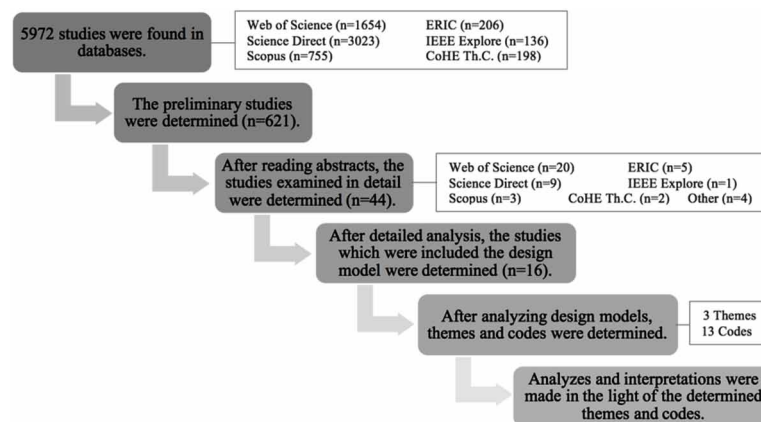 5972 studies were found in
databases.
Web of Science (n=1654) ERIC (n=206)
Science Direct (n=3023) IEEE Explore (n=136)
Scopus (n=755) CoHE Th.C. (n=198)
The preliminary studies
were determined (n=621).
After reading abstracts, the
studies examined in detail
were determined (n=44).
Web of Science (n=20) ERIC (n=5)
Science Direct (n=9) IEEE Explore (n=1)
Scopus (n=3) CoHE Th.C. (n=2) Other (n=4)
After detailed analysis, the studies
which were included the design
model were determined (n=16).
After analyzing design models,
themes and codes were determined.
3 Themes
13 Codes
Analyzes and interpretations were
made in the light of the determined
themes and codes.